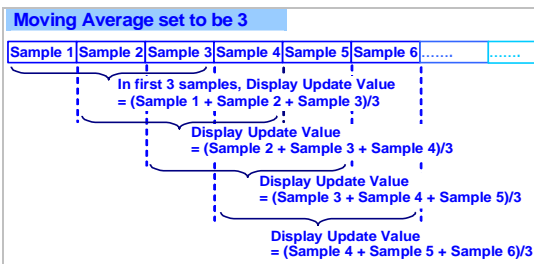 Moving Average set to be 3
Sample 1 Sample 2 Sample 3 Sample 4 Sample 5 Sample 6 ....... .......
In first 3 samples, Display Update Value
= (Sample 1 + Sample 2 + Sample 3)/3
Display Update Value
= (Sample 2 + Sample 3 + Sample 4)/3
Display Update Value
= (Sample 3 + Sample 4 + Sample 5)/3
Display Update Value
= (Sample 4 + Sample 5 + Sample 6)/3